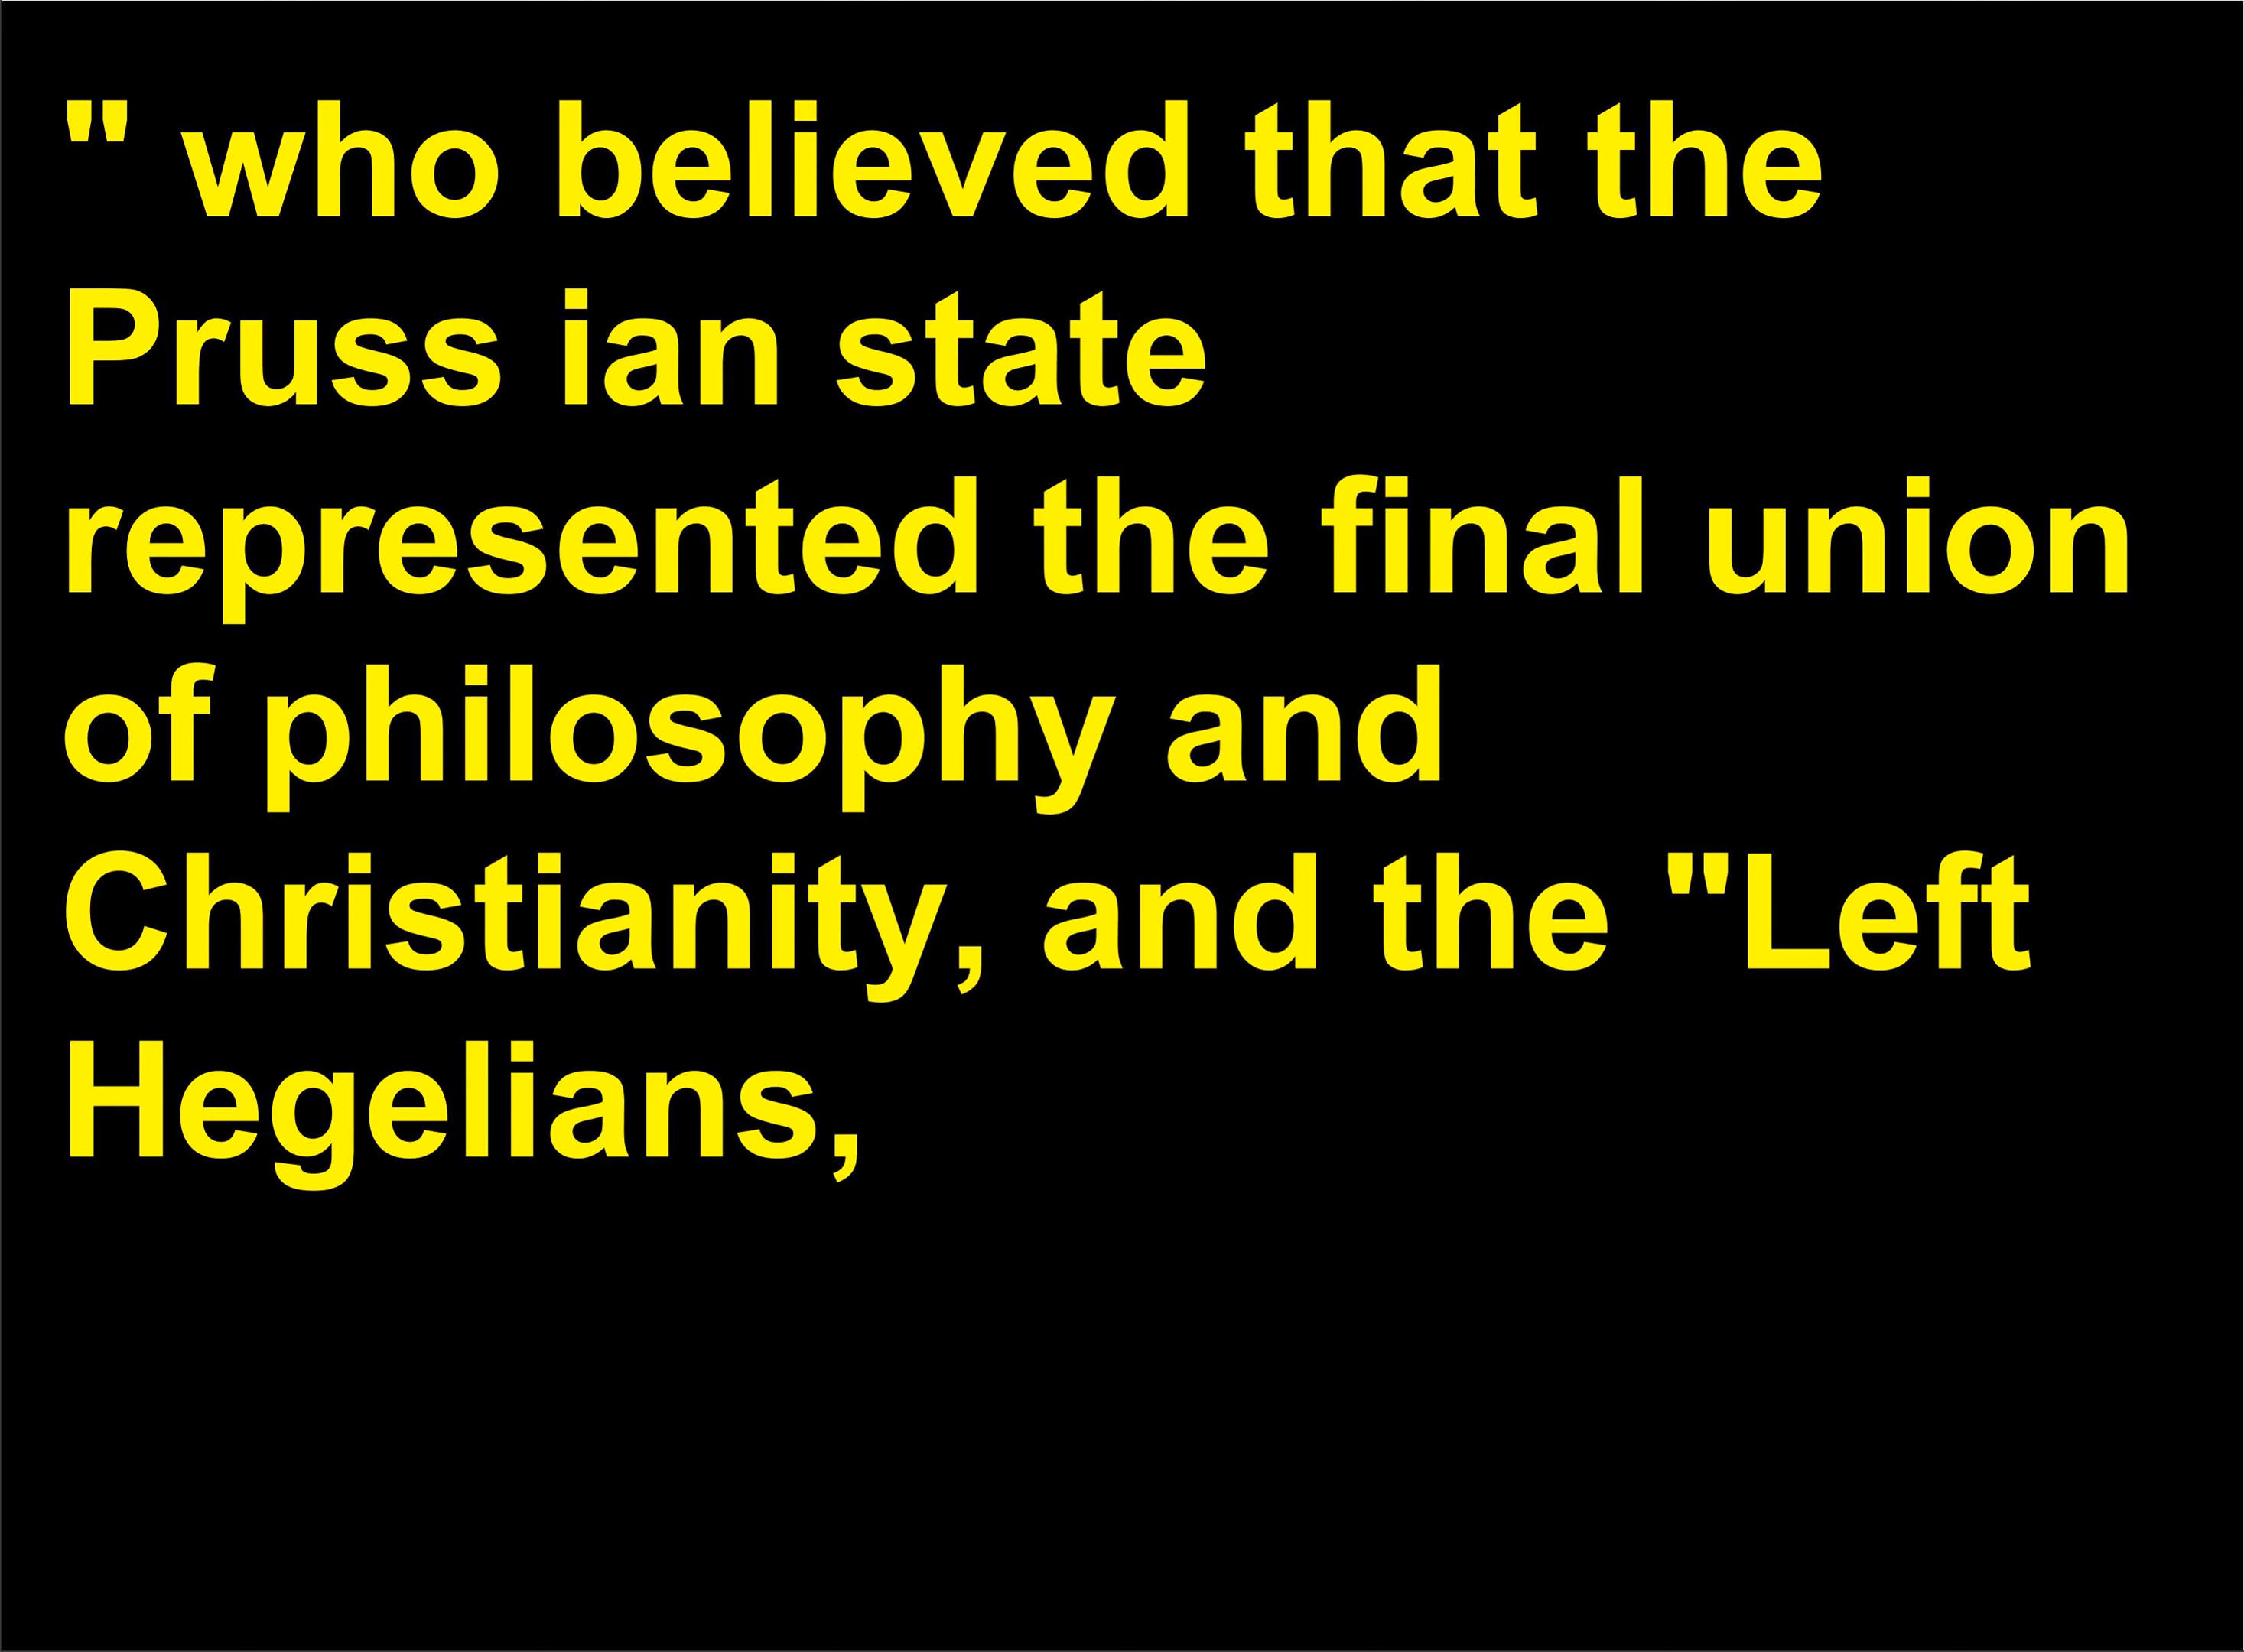 " who believed that the
Pruss ian state
represented the final union
of philosophy and
Christianity, and the "Left
Hegelians,